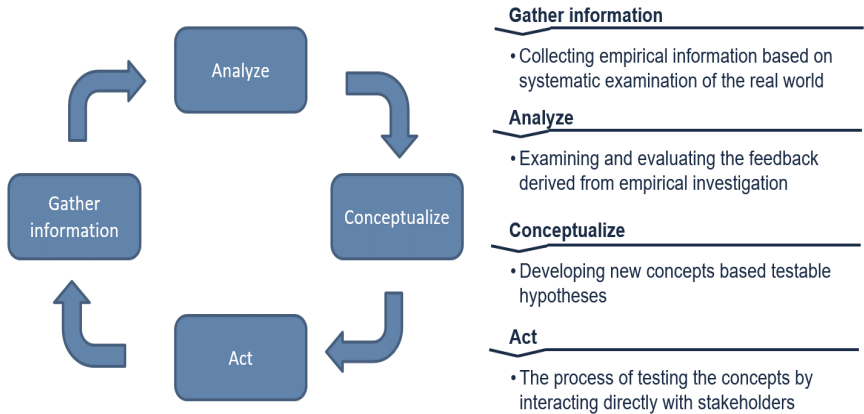 Analyze
Gather
information
Conceptualize
Act
Gather information
• Collecting empirical information based on
systematic examination of the real world
Analyze
• Examining and evaluating the feedback
derived from empirical investigation
Conceptualize
• Developing new concepts based testable
hypotheses
Act
• The process of testing the concepts by
interacting directly with stakeholders